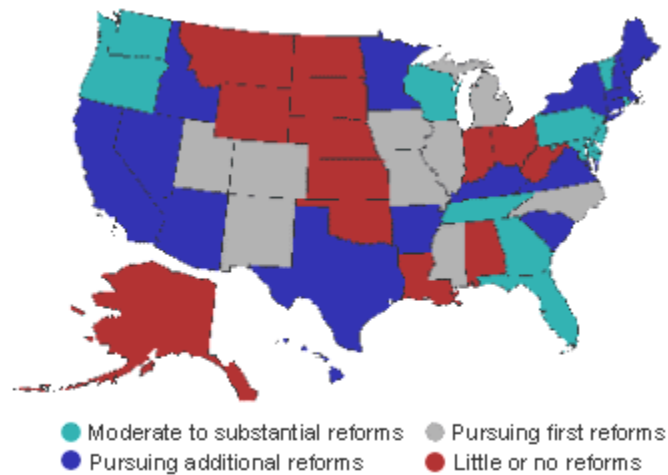 Moderate to substantial reforms
Pursuing first reforms
Pursuing additional reforms
Little or no reforms